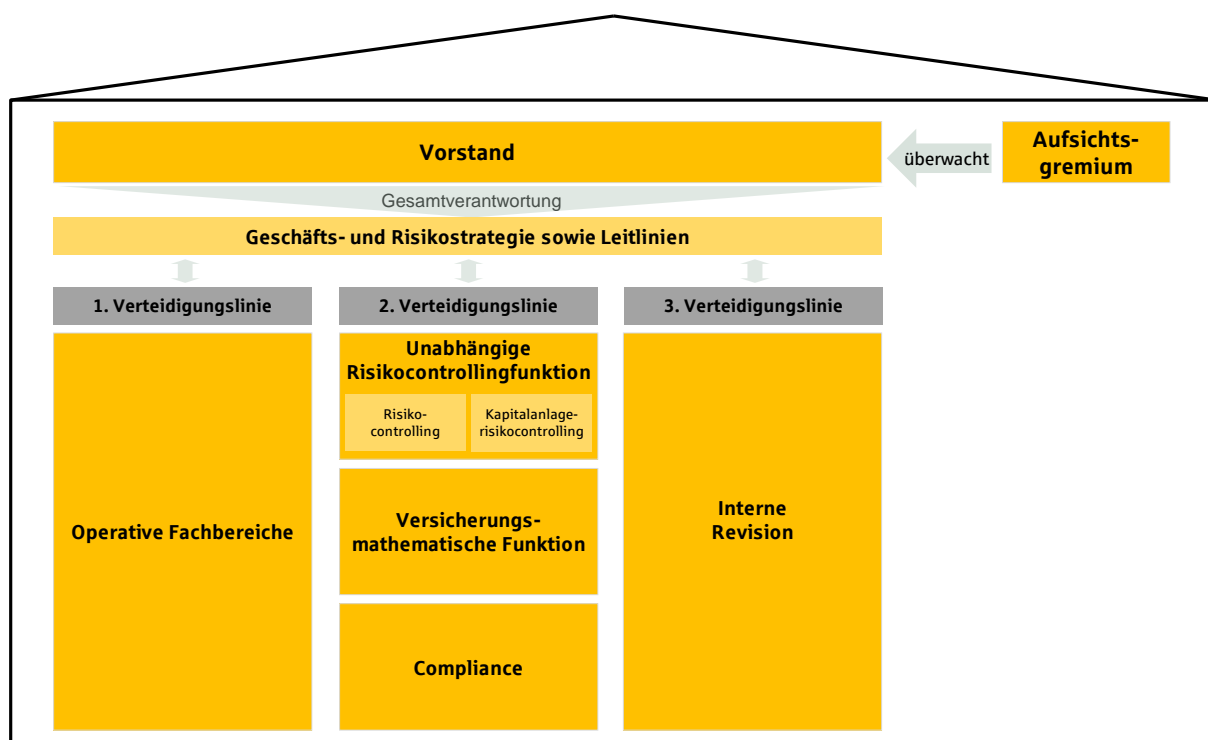 Vorstand
überwacht
Aufsichts-
gremium
Gesamtverantwortung
Geschäfts- und Risikostrategie sowie Leitlinien
1. Verteidigungslinie
2. Verteidigungslinie
3. Verteidigungslinie
Operative Fachbereiche
Unabhängige
Risikocontrollingfunktion
Risiko-
controlling
Kapitalanlage-
risikocontrolling
Versicherungs-
mathematische Funktion
Compliance
Interne
Revision